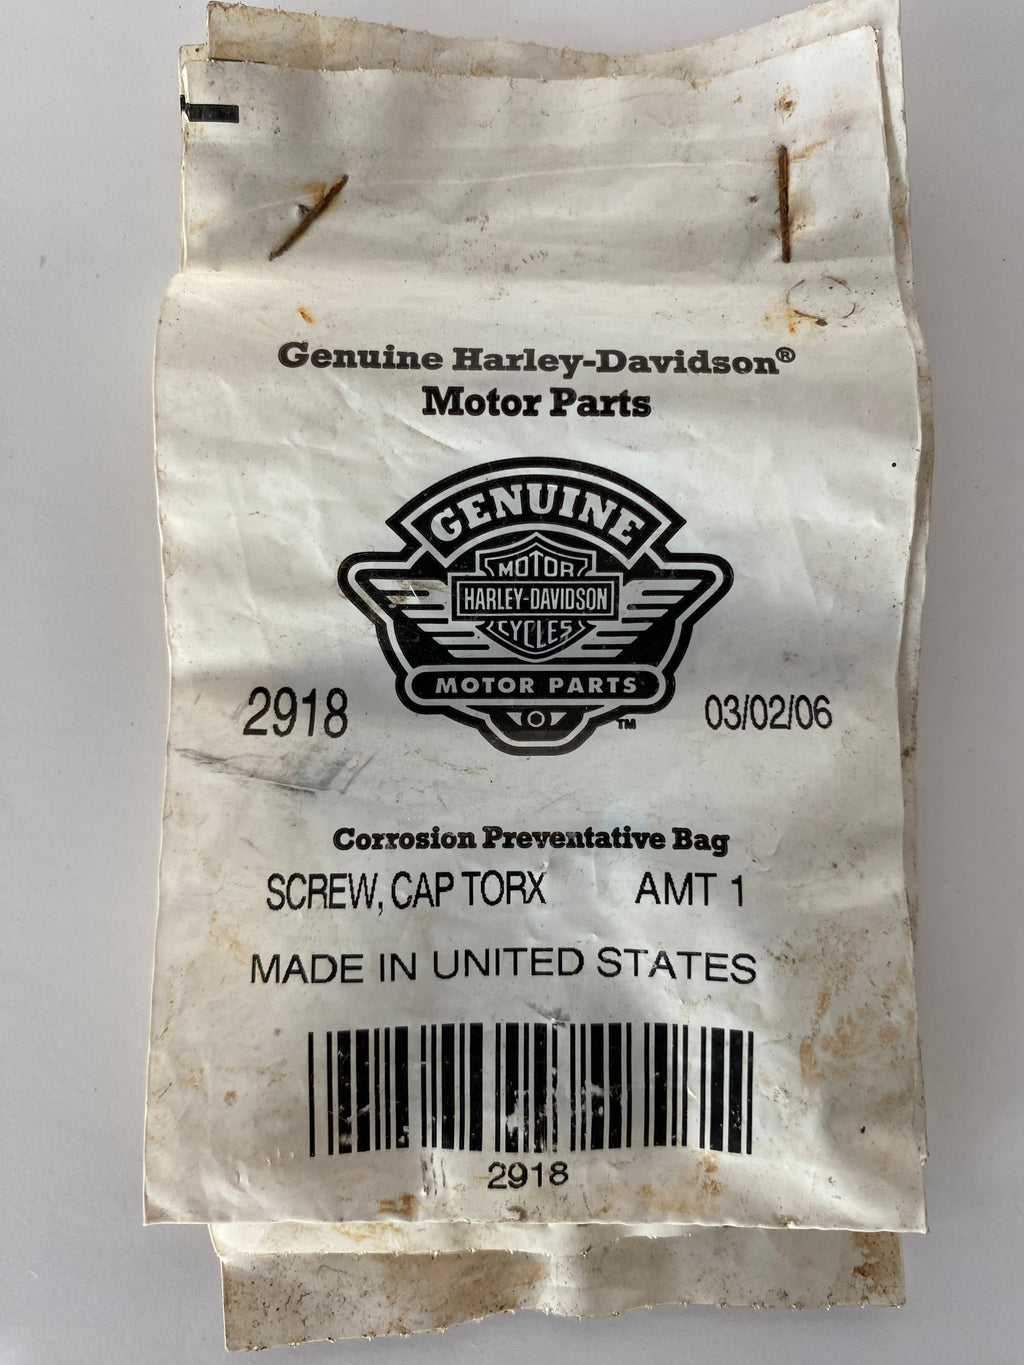 Genuine Harley-Davidson®
Motor Parts
GENUINE
MOTOR
HARLEY-DAVIDSON
CYCLES
MOTOR PARTS
TM
2918 03/02/06
Corrosion Preventative Bag
SCREW, CAP TORX AMT 1
MADE IN UNITED STATES
2918